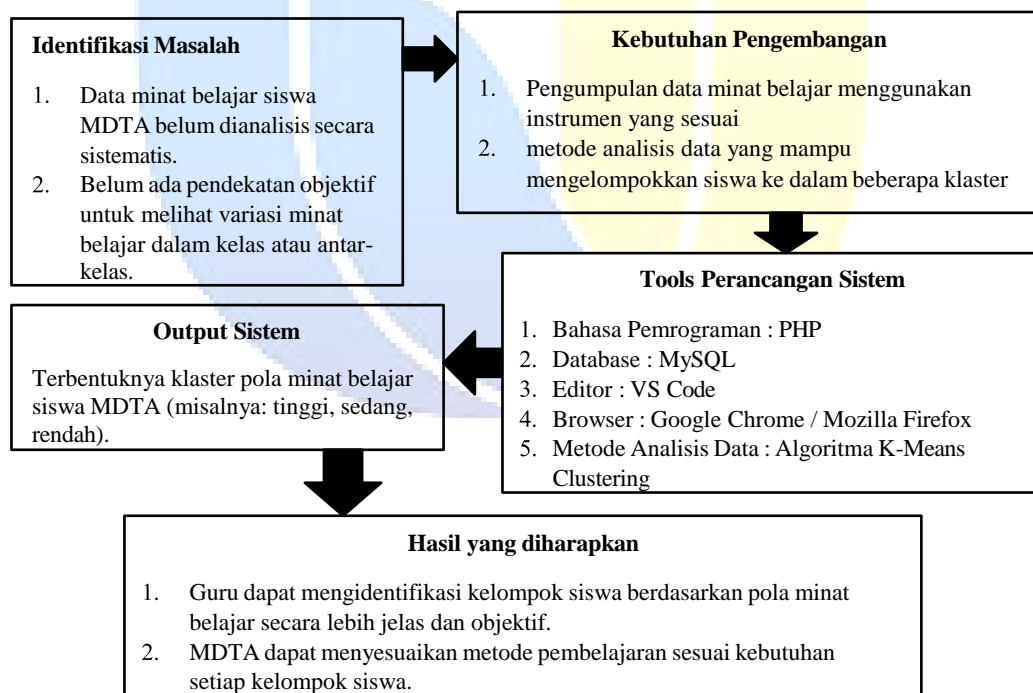 Identifikasi Masalah
1. Data minat belajar siswa
MDTA belum dianalisis secara
sistematis.
2. Belum ada pendekatan objektif
untuk melihat variasi minat
belajar dalam kelas atau antar-
kelas.
Kebutuhan Pengembangan
1. Pengumpulan data minat belajar menggunakan
instrumen yang sesuai
2. metode analisis data yang mampu
mengelompokkan siswa ke dalam beberapa klaster
Tools Perancangan Sistem
1. Bahasa Pemrograman : PHP
2. Database : MySQL
3. Editor : VS Code
4. Browser : Google Chrome / Mozilla Firefox
5. Metode Analisis Data : Algoritma K-Means
Clustering
Output Sistem
Terbentuknya klaster pola minat belajar
siswa MDTA (misalnya: tinggi, sedang,
rendah).
Hasil yang diharapkan
1. Guru dapat mengidentifikasi kelompok siswa berdasarkan pola minat
belajar secara lebih jelas dan objektif.
2. MDTA dapat menyesuaikan metode pembelajaran sesuai kebutuhan
setiap kelompok siswa.